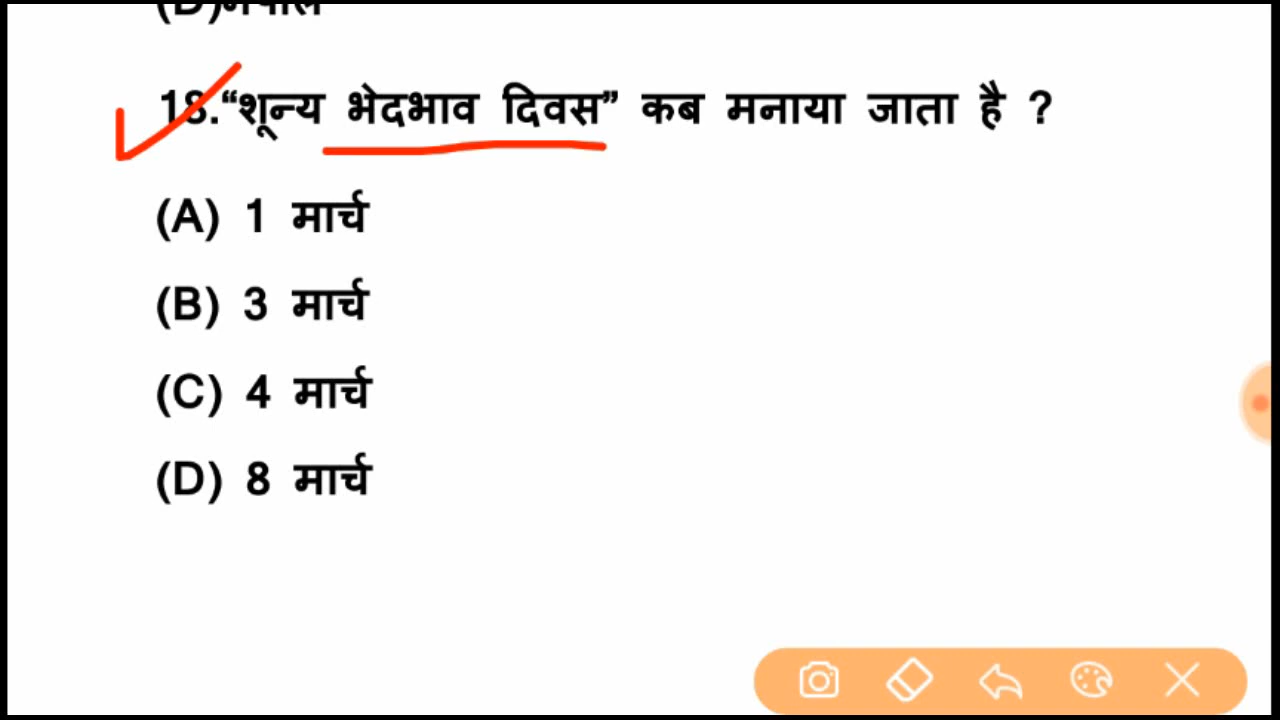 (D)नेपाल
18.“शून्य भेदभाव दिवस” कब मनाया जाता है ?
(A) 1 मार्च
(B) 3 मार्च
(C) 4 मार्च
(D) 8 मार्च